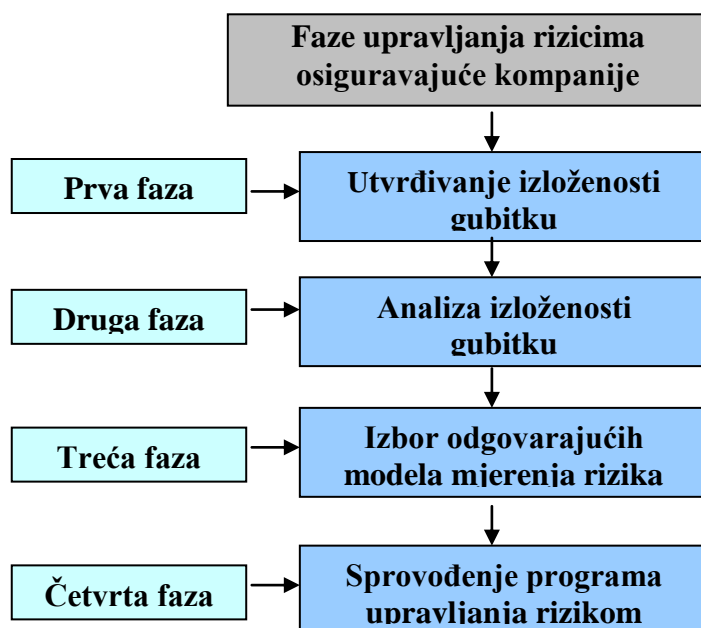 Faze upravljanja rizicima
osiguravajuće kompanije
Prva faza
Utvrđivanje izloženosti
gubitku
Druga faza
Analiza izloženosti
gubitku
Treća faza
Izbor odgovarajućih
modela mjerenja rizika
Četvrta faza
Sprovođenje programa
upravljanja rizikom